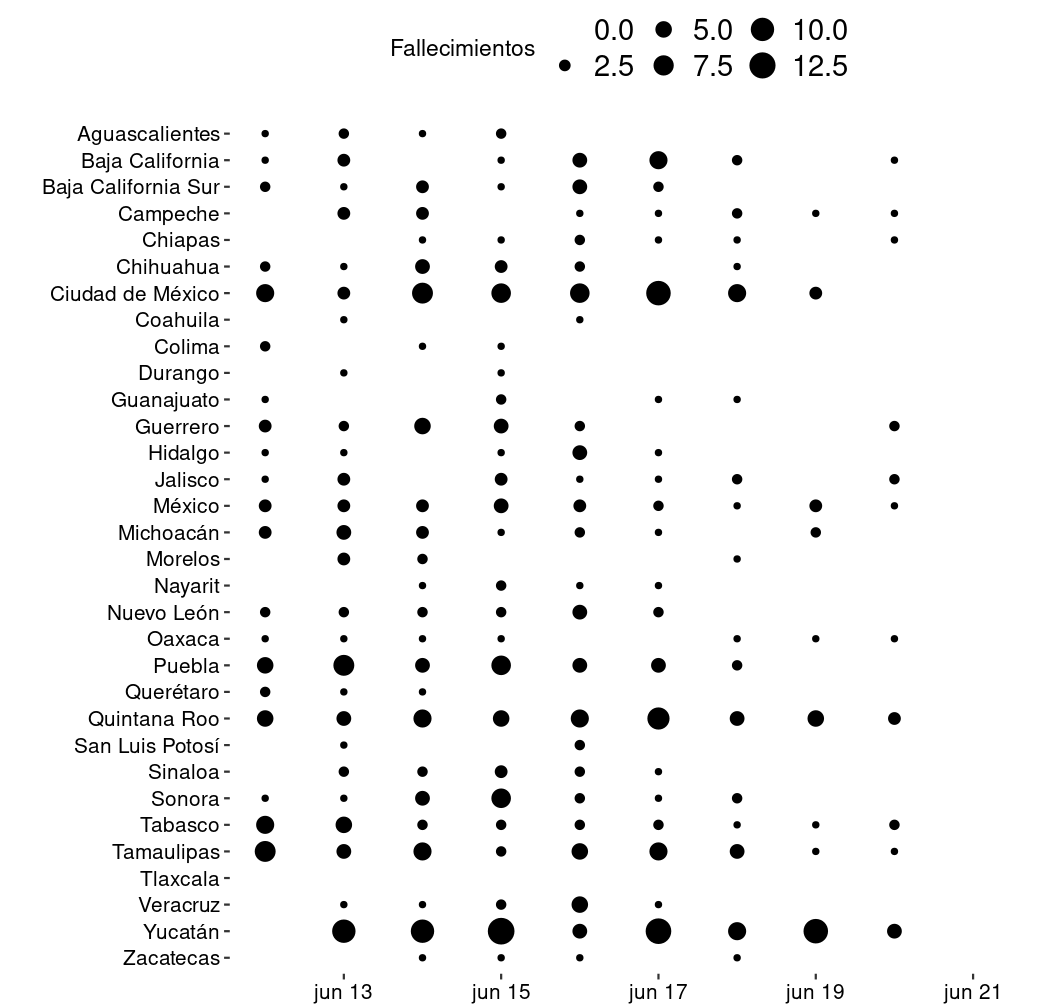 Fallecimientos
0.0 5.0 10.0
2.5 7.5 12.5
Aguascalientes
Baja California
Baja California Sur
Campeche
Chiapas
Chihuahua
Ciudad de México
Coahuila
Colima
Durango
Guanajuato
Guerrero
Hidalgo
Jalisco
México
Michoacán
Morelos
Nayarit
Nuevo León
Oaxaca
Puebla
Querétaro
Quintana Roo
San Luis Potosí
Sinaloa
Sonora
Tabasco
Tamaulipas
Tlaxcala
Veracruz
Yucatán
Zacatecas
jun 13 jun 15 jun 17 jun 19 jun 21